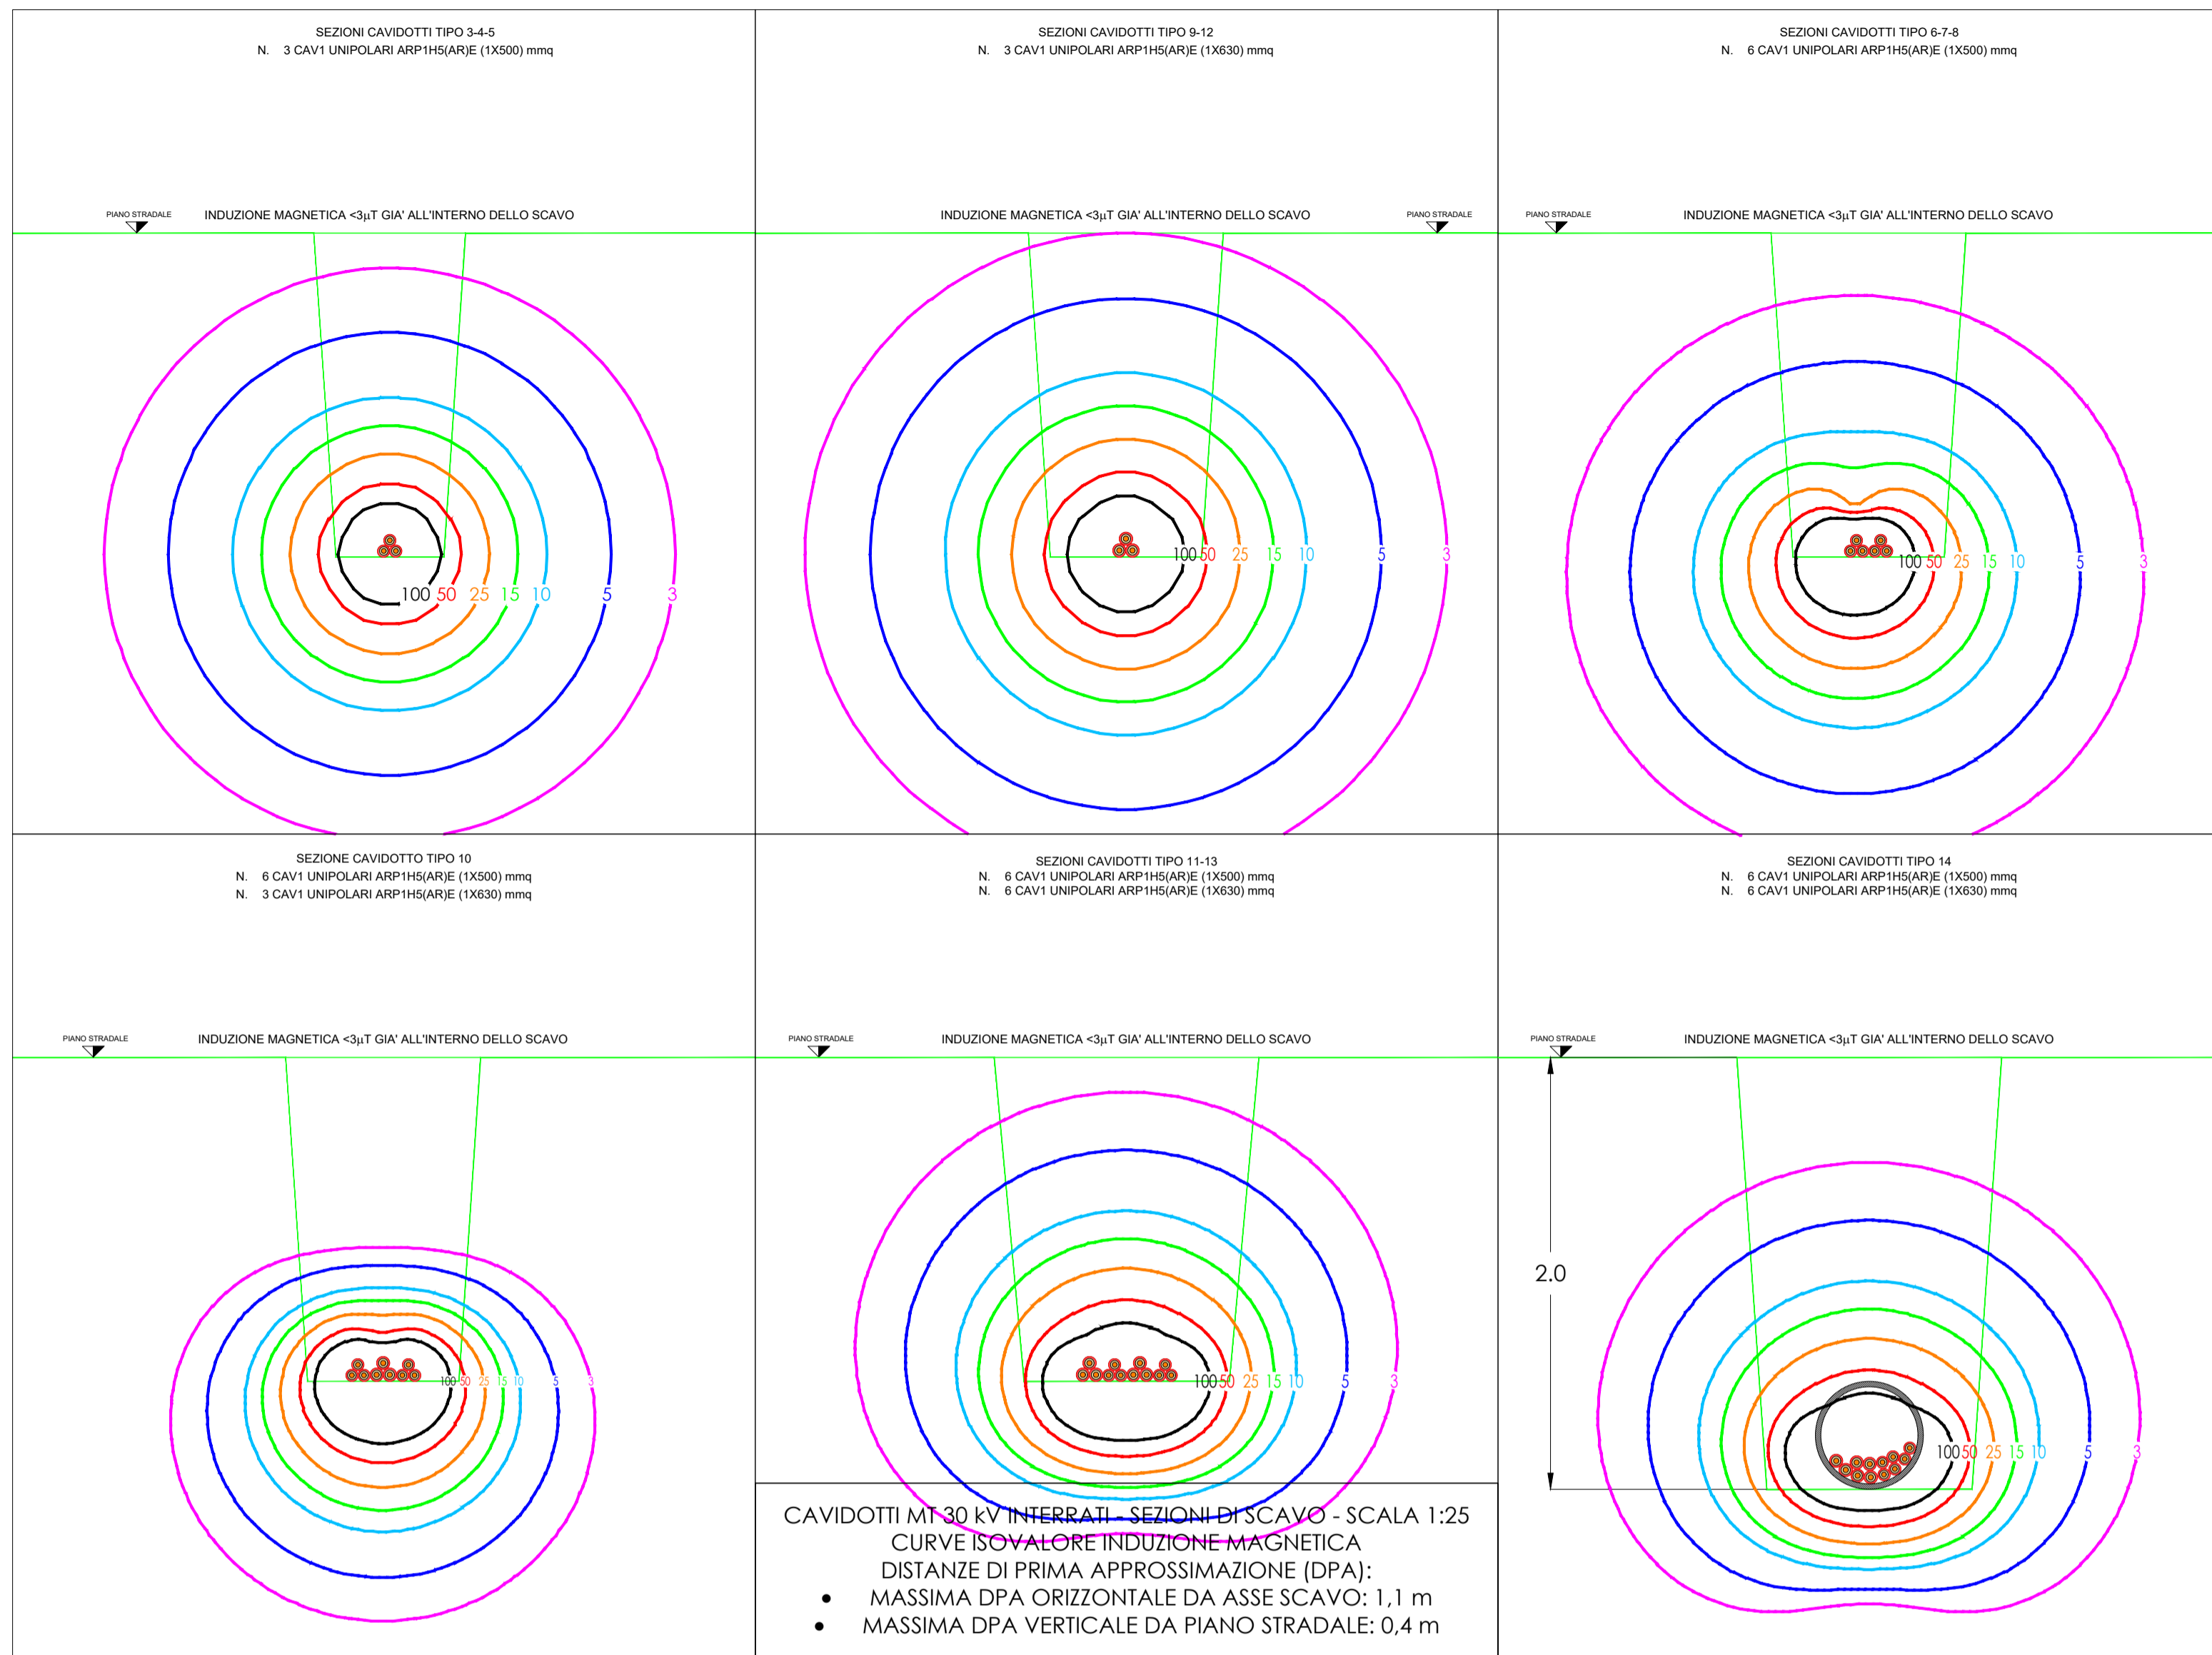 SEZIONI CAVIDOTTI TIPO 3-4-5
N. 3 CAV1 UNIPOLARI ARP1H5(AR)E (1X500) mmq
PIANO STRADALE
INDUZIONE MAGNETICA <3µT GIA' ALL'INTERNO DELLO SCAVO
100 50 25 15 10 5 3
SEZIONI CAVIDOTTI TIPO 9-12
N. 3 CAV1 UNIPOLARI ARP1H5(AR)E (1X630) mmq
INDUZIONE MAGNETICA <3µT GIA' ALL'INTERNO DELLO SCAVO
PIANO STRADALE
100 50 25 15 10 5 3
SEZIONI CAVIDOTTI TIPO 6-7-8
N. 6 CAV1 UNIPOLARI ARP1H5(AR)E (1X500) mmq
PIANO STRADALE
INDUZIONE MAGNETICA <3µT GIA' ALL'INTERNO DELLO SCAVO
100 50 25 15 10 5 3
SEZIONE CAVIDOTTO TIPO 10
N. 6 CAV1 UNIPOLARI ARP1H5(AR)E (1X500) mmq
N. 3 CAV1 UNIPOLARI ARP1H5(AR)E (1X630) mmq
PIANO STRADALE
INDUZIONE MAGNETICA <3µT GIA' ALL'INTERNO DELLO SCAVO
100 50 25 15 10 5 3
SEZIONI CAVIDOTTI TIPO 11-13
N. 6 CAV1 UNIPOLARI ARP1H5(AR)E (1X500) mmq
N. 6 CAV1 UNIPOLARI ARP1H5(AR)E (1X630) mmq
PIANO STRADALE
INDUZIONE MAGNETICA <3µT GIA' ALL'INTERNO DELLO SCAVO
100 50 25 15 10 5 3
SEZIONI CAVIDOTTI TIPO 14
N. 6 CAV1 UNIPOLARI ARP1H5(AR)E (1X500) mmq
N. 6 CAV1 UNIPOLARI ARP1H5(AR)E (1X630) mmq
PIANO STRADALE
INDUZIONE MAGNETICA <3µT GIA' ALL'INTERNO DELLO SCAVO
2.0
100 50 25 15 10 5 3
CAVIDOTTI MT 30 kV INTERRATI - SEZIONI DI SCAVO - SCALA 1:25
CURVE ISOVALORE INDUZIONE MAGNETICA
DISTANZE DI PRIMA APPROSSIMAZIONE (DPA):
• MASSIMA DPA ORIZZONTALE DA ASSE SCAVO: 1,1 m
• MASSIMA DPA VERTICALE DA PIANO STRADALE: 0,4 m